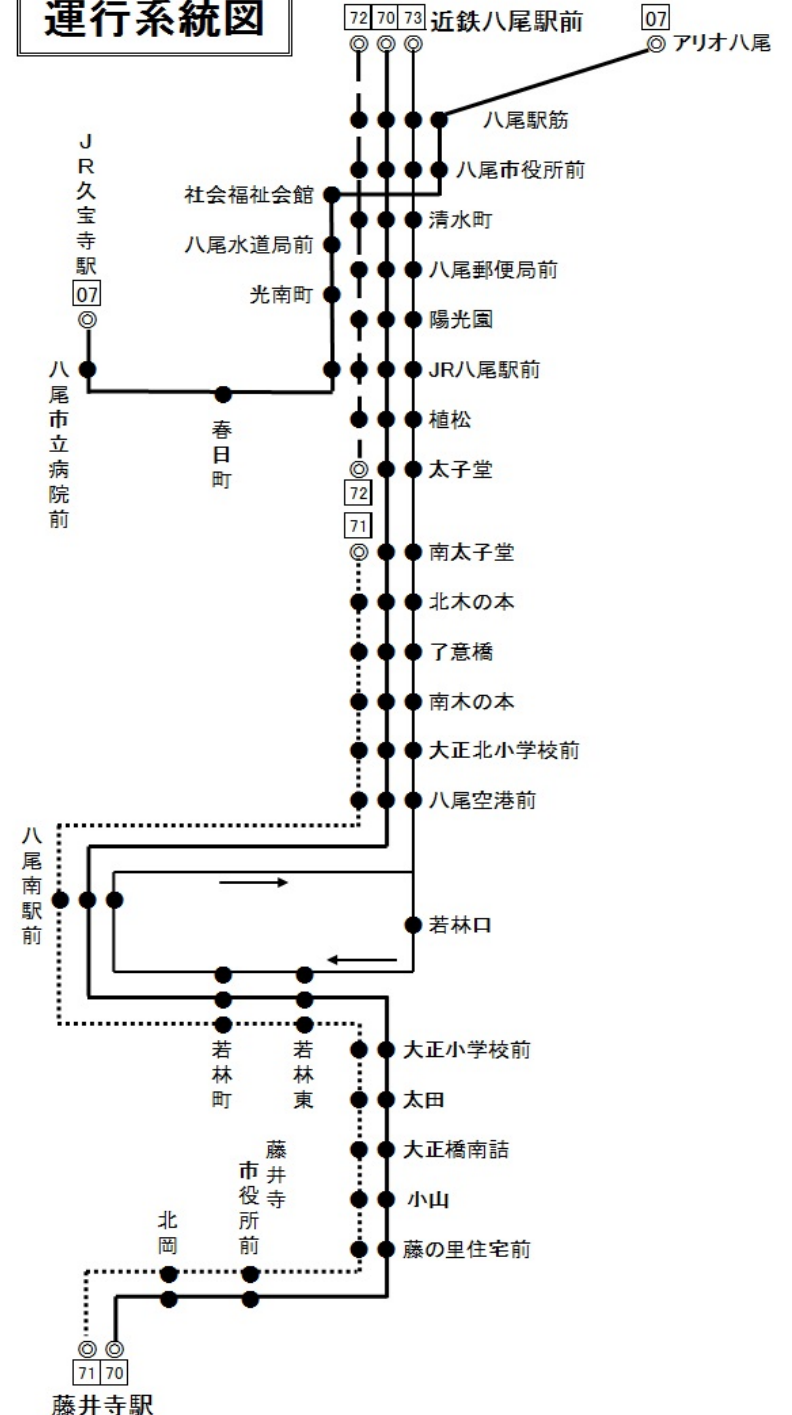 運行系統図
72 70 73 近鉄八尾駅前
07
アリオ八尾
八尾駅筋
八尾市役所前
JR久宝寺駅
07
社会福祉会館
清水町
八尾水道局前
八尾郵便局前
光南町
陽光園
八尾市立病院前
JR八尾駅前
春日町
植松
太子堂
72
71
南太子堂
北木の本
了意橋
南木の本
大正北小学校前
八尾空港前
八尾南駅前
若林口
若林町
若林東
大正小学校前
太田
大正橋南詰
藤井寺
市役所前
小山
北岡
藤の里住宅前
71 70
藤井寺駅